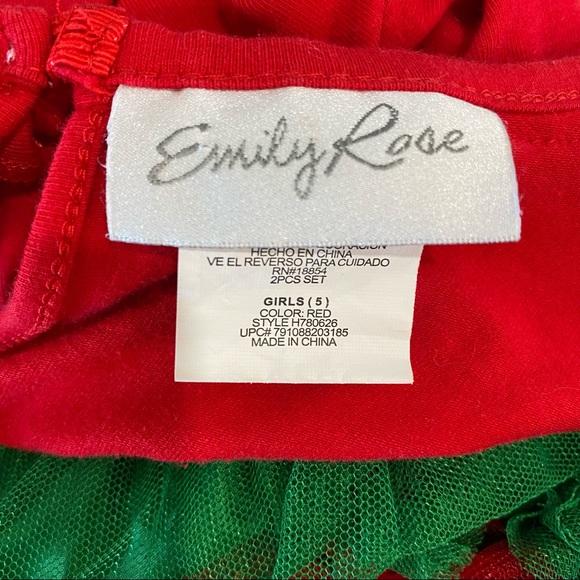 Emily Rose
HECHO EN CHINA
VE EL REVERSO PARA CUIDADO
RN#18854
2PCS SET
GIRLS ( 5 )
COLOR: RED
STYLE H780626
UPC# 791088203185
MADE IN CHINA